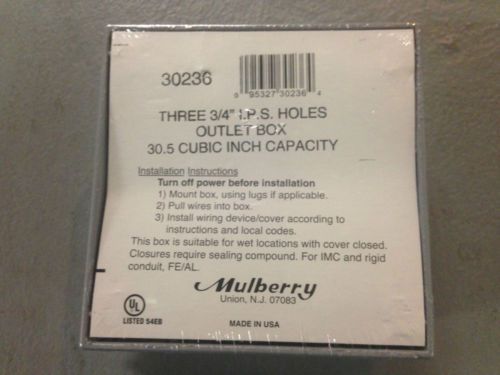 30236
0 95327 30236 4
THREE 3/4" I.P.S. HOLES
OUTLET BOX
30.5 CUBIC INCH CAPACITY
Installation Instructions
Turn off power before installation
1) Mount box, using lugs if applicable.
2) Pull wires into box.
3) Install wiring device/cover according to
instructions and local codes.
This box is suitable for wet locations with cover closed.
Closures require sealing compound. For IMC and rigid
conduit, FE/AL.
Mulberry
Union, N.J. 07083
UL
LISTED 54EB
MADE IN USA